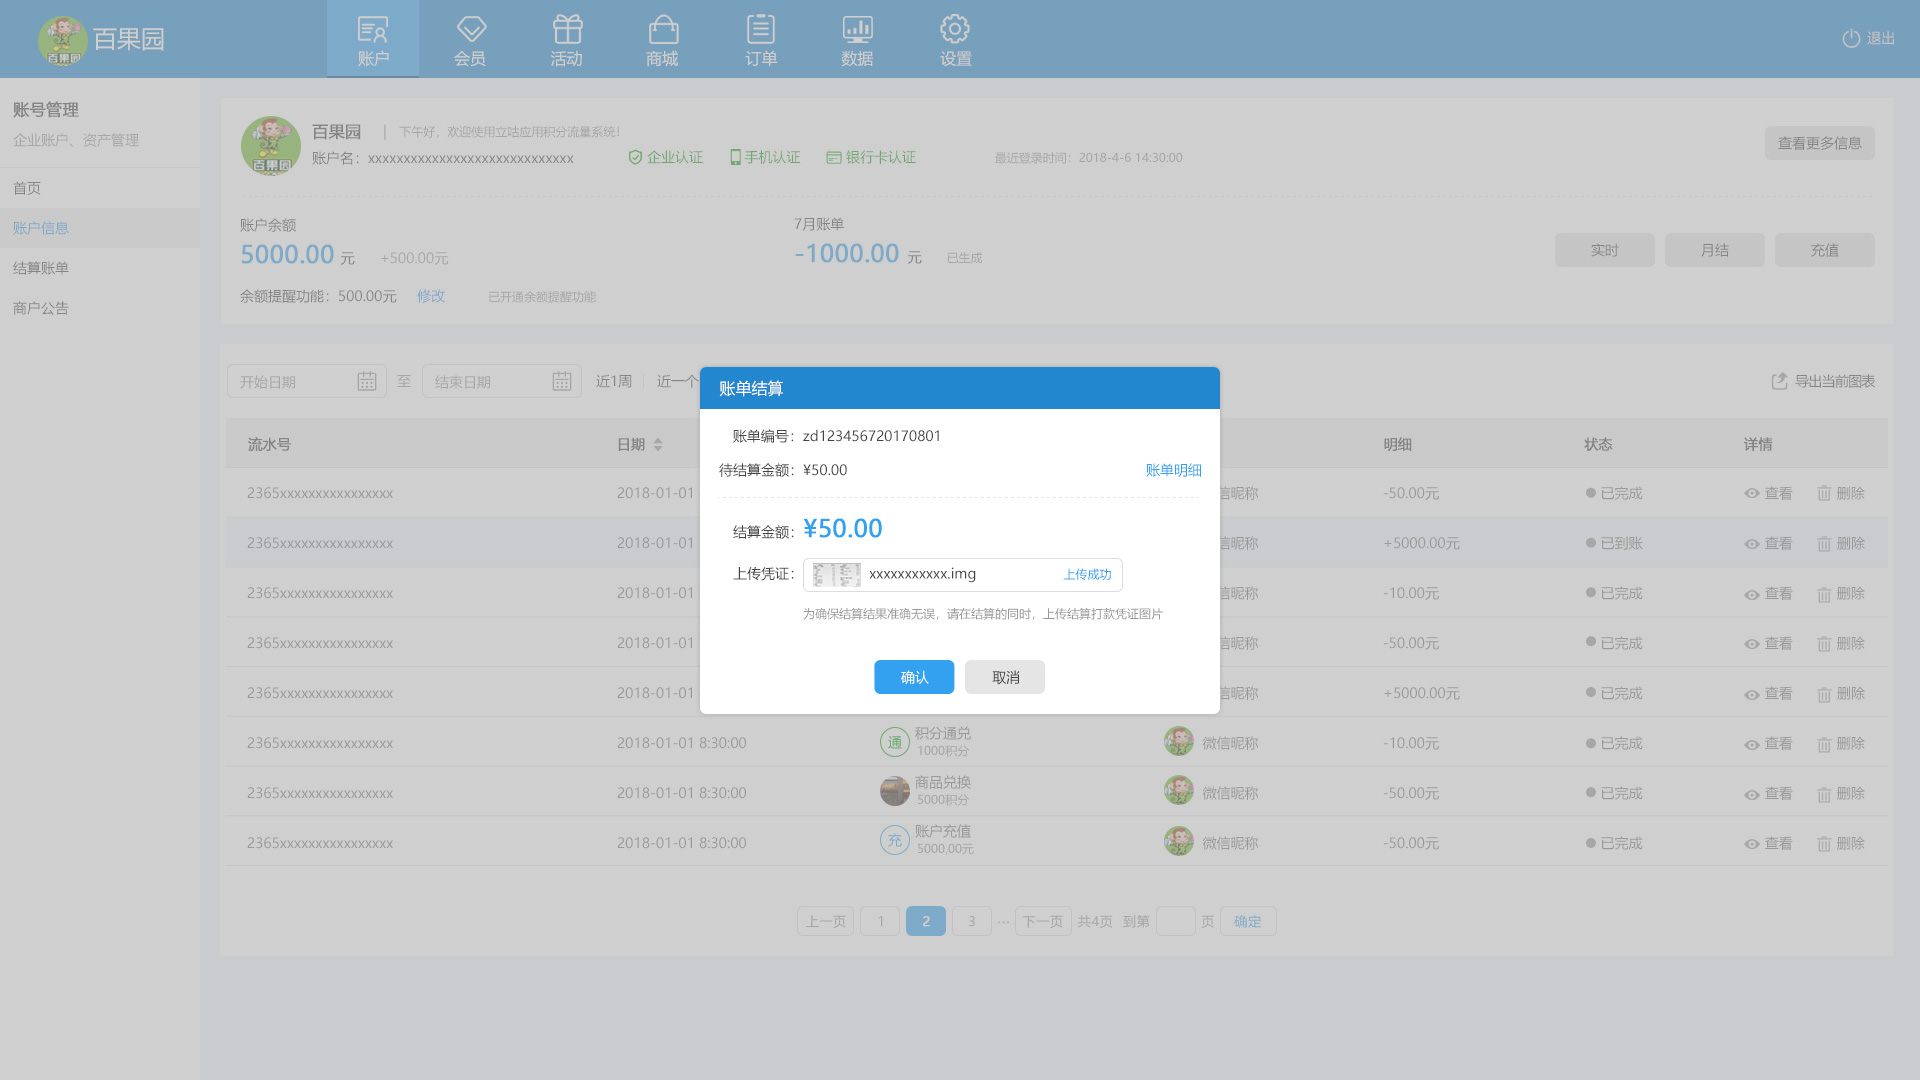 百果园
账户
会员
活动
商城
订单
数据
设置
退出
账号管理
企业账户、资产管理
首页
账户信息
结算账单
商户公告
百果园 | 下午好，欢迎使用立咕应用积分流量系统！
账户名：xxxxxxxxxxxxxxxxxxxxxxxxxxxxx 企业认证 手机认证 银行卡认证 最近登录时间：2018-4-6 14:30:00
查看更多信息
账户余额
5000.00 元 +500.00元
余额提醒功能：500.00元 修改 已开通余额提醒功能
7月账单
-1000.00 元 已生成
实时 月结 充值
开始日期 至 结束日期 近1周 近一个
导出当前图表
流水号 日期 明细 状态 详情
2365xxxxxxxxxxxxxxxx 2018-01-01 信昵称 -50.00元 已完成 查看 删除
2365xxxxxxxxxxxxxxxx 2018-01-01 信昵称 +5000.00元 已到账 查看 删除
2365xxxxxxxxxxxxxxxx 2018-01-01 信昵称 -10.00元 已完成 查看 删除
2365xxxxxxxxxxxxxxxx 2018-01-01 信昵称 -50.00元 已完成 查看 删除
2365xxxxxxxxxxxxxxxx 2018-01-01 信昵称 +5000.00元 已完成 查看 删除
2365xxxxxxxxxxxxxxxx 2018-01-01 8:30:00 通 积分通兑 1000积分 微信昵称 -10.00元 已完成 查看 删除
2365xxxxxxxxxxxxxxxx 2018-01-01 8:30:00 商品兑换 5000积分 微信昵称 -50.00元 已完成 查看 删除
2365xxxxxxxxxxxxxxxx 2018-01-01 8:30:00 充 账户充值 5000,00元 微信昵称 -50.00元 已完成 查看 删除
上一页 1 2 3 ··· 下一页 共4页 到第 页 确定
账单结算
账单编号：zd123456720170801
待结算金额：¥50.00 账单明细
结算金额：¥50.00
上传凭证： xxxxxxxxxxx.img 上传成功
为确保结算结果准确无误，请在结算的同时，上传结算打款凭证图片
确认 取消